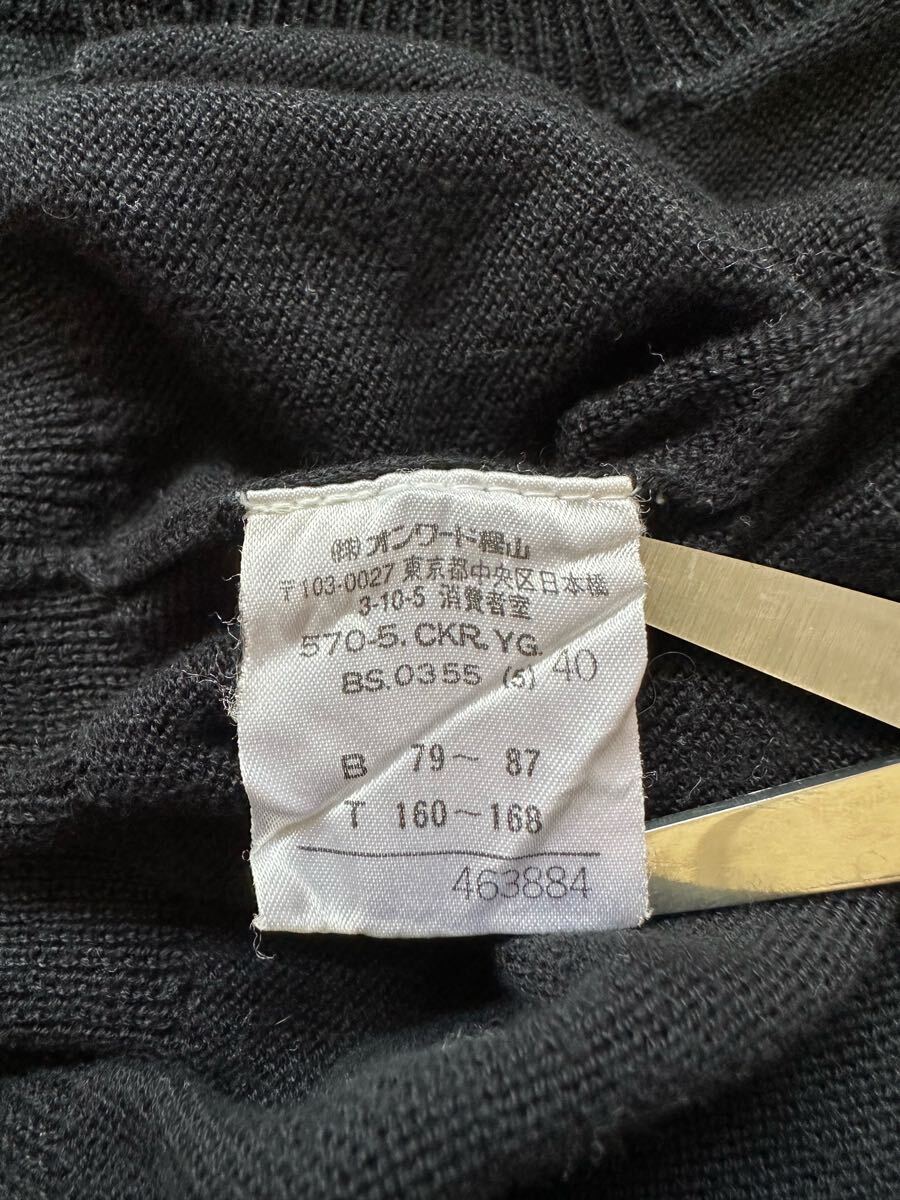 (株)オンワード樫山
〒103-0027 東京都中央区日本橋
3-10-5 消費者室
570-5. CKR. YG.
BS. 0355 (5) 40
B 79～ 87
T 160～168
463884